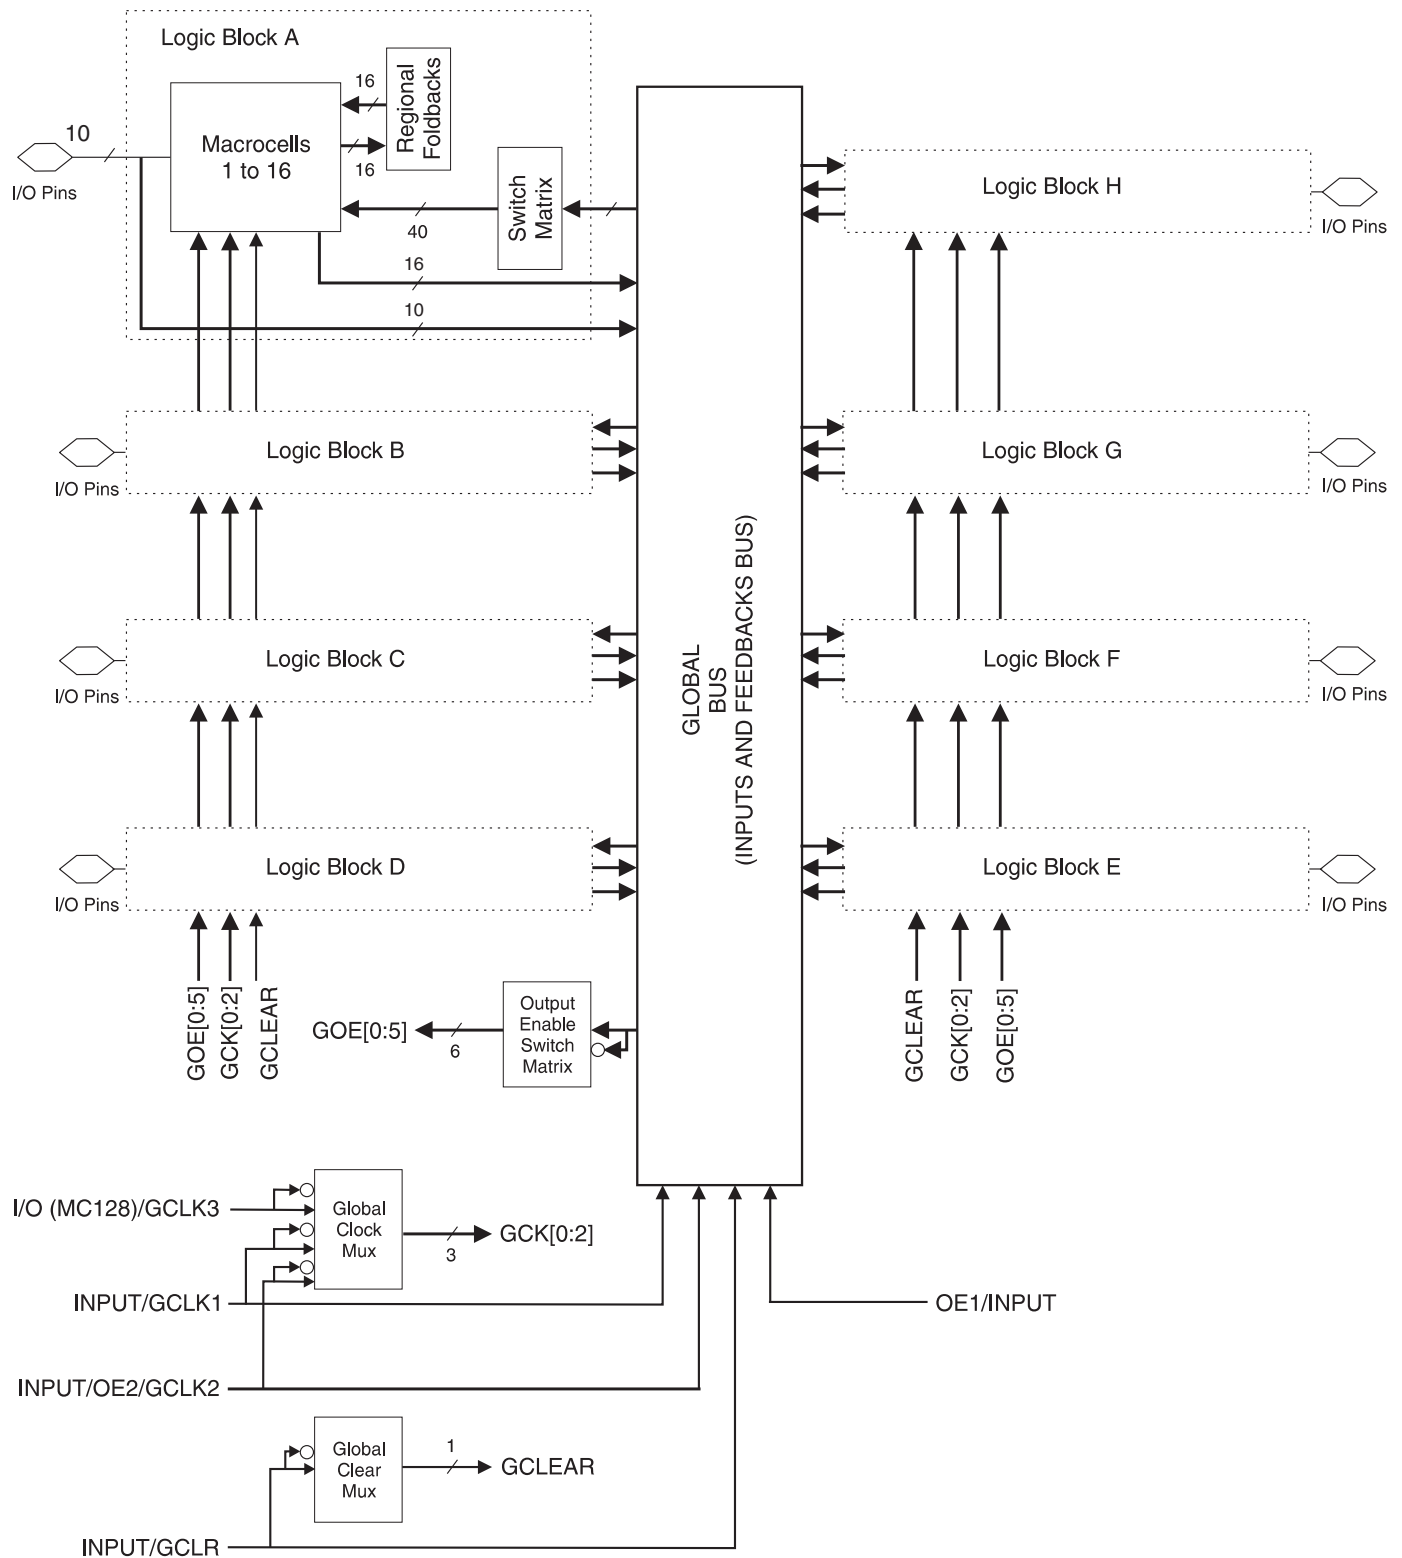 Logic Block A
Regional
Foldbacks
16
16
Macrocells
1 to 16
10
I/O Pins
Switch
Matrix
40
16
10
Logic Block H
I/O Pins
Logic Block B
I/O Pins
Logic Block G
I/O Pins
GLOBAL
BUS
(INPUTS AND FEEDBACKS BUS)
Logic Block C
I/O Pins
Logic Block F
I/O Pins
Logic Block D
I/O Pins
Logic Block E
I/O Pins
GOE[0:5]
GCK[0:2]
GCLEAR
GCLEAR
GCK[0:2]
GOE[0:5]
GOE[0:5]
6
Output
Enable
Switch
Matrix
I/O (MC128)/GCLK3
Global
Clock
Mux
3
GCK[0:2]
INPUT/GCLK1
OE1/INPUT
INPUT/OE2/GCLK2
Global
Clear
Mux
1
GCLEAR
INPUT/GCLR